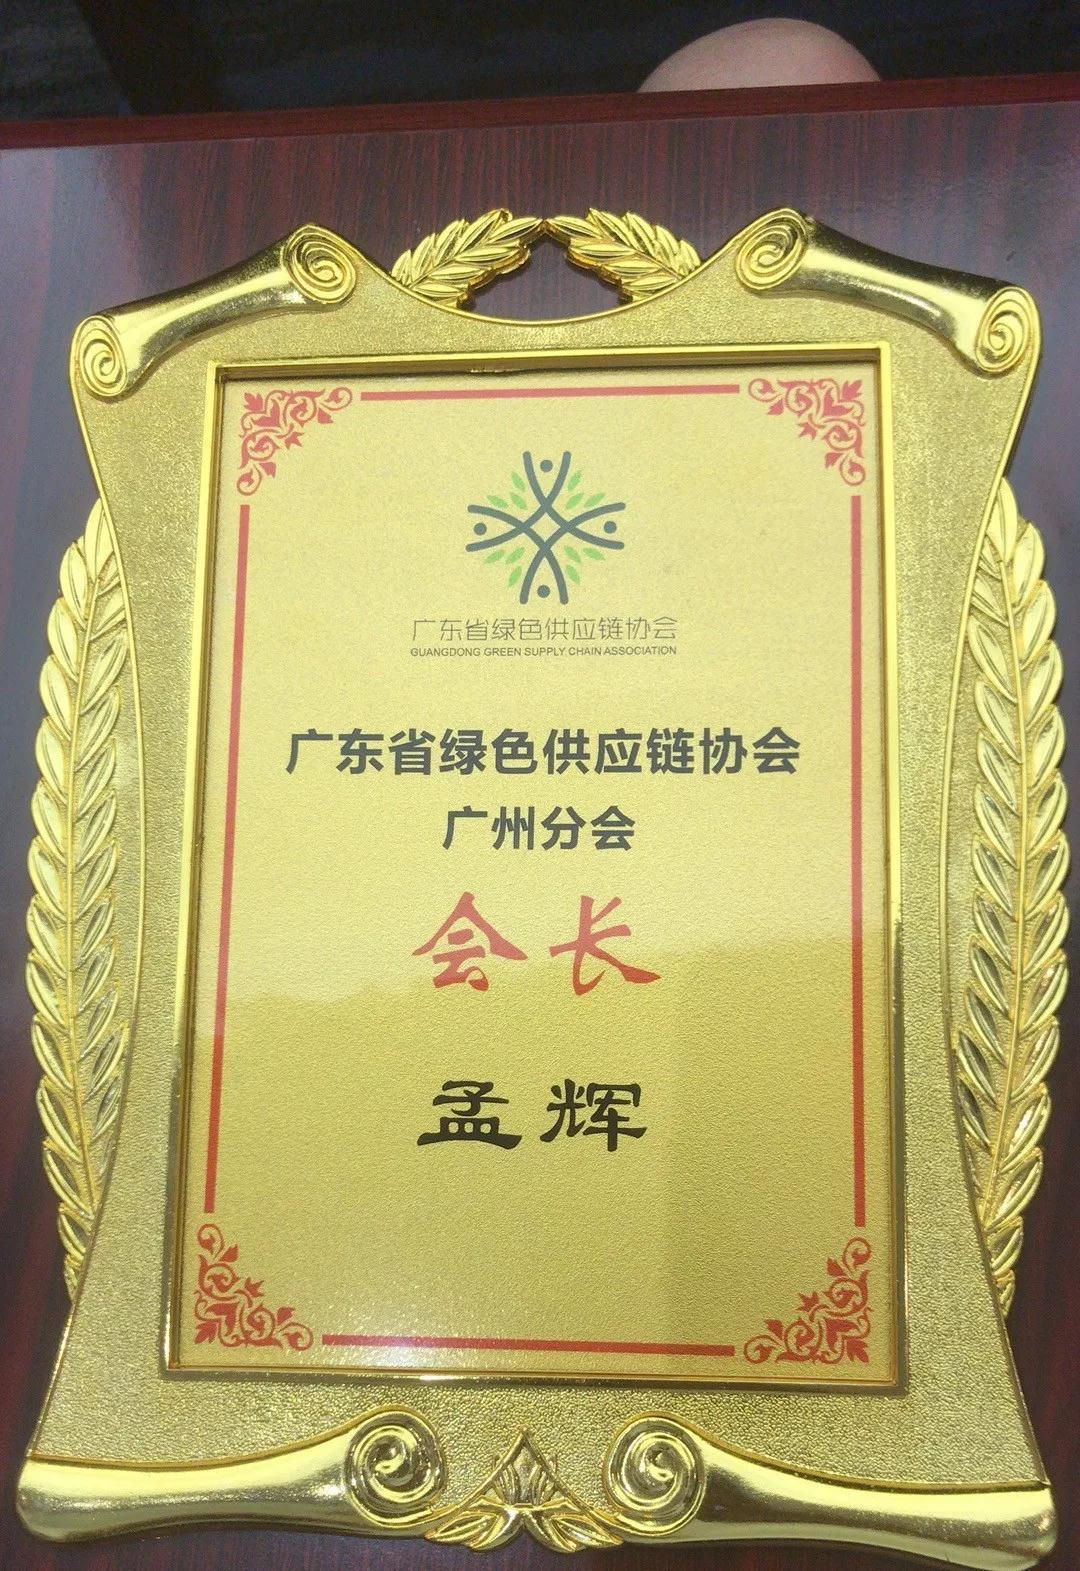 广东省绿色供应链协会
GUANGDONG GREEN SUPPLY CHAIN ASSOCIATION
广东省绿色供应链协会
广州分会
会长
孟辉